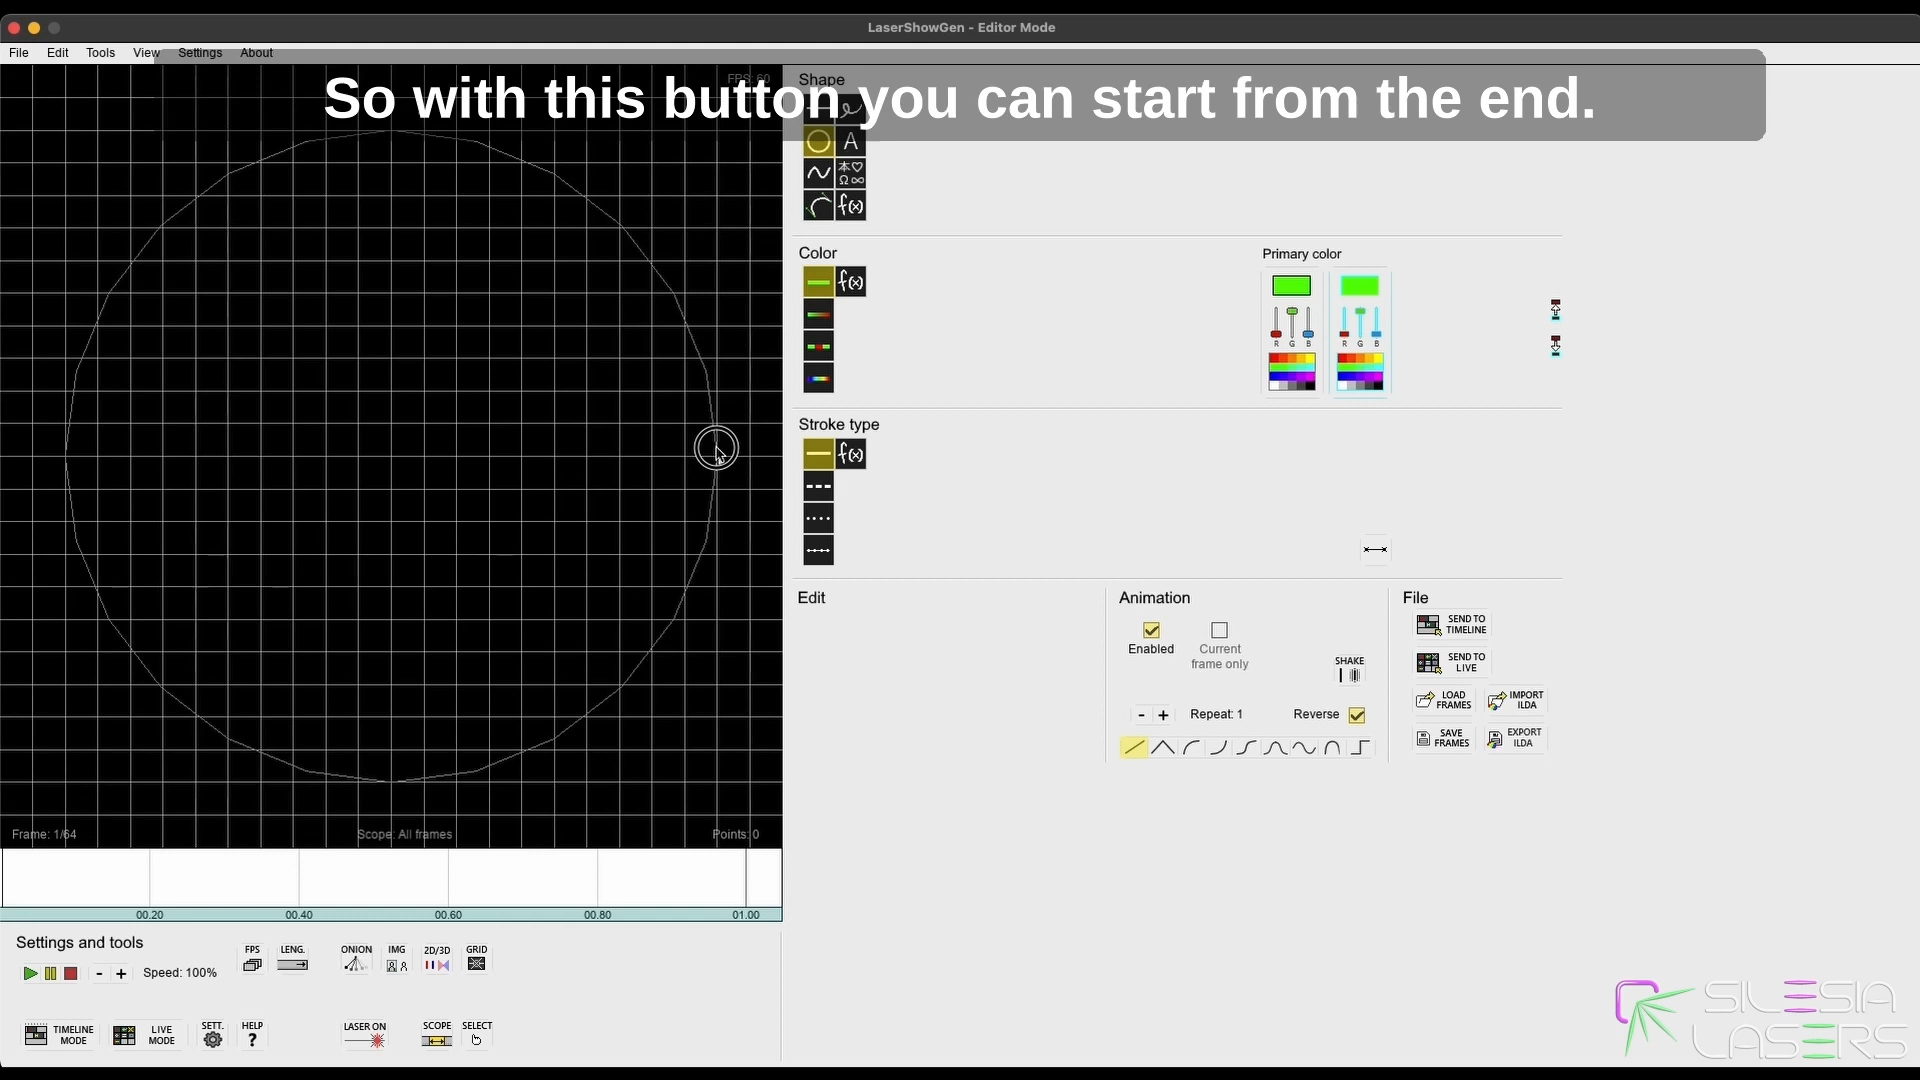 LaserShowGen - Editor Mode
File Edit Tools View Settings About
So with this button you can start from the end.
FPS: 60
Shape
A
f(x)
Color
f(x)
Primary color
R G B
R G B
Stroke type
f(x)
Edit
Animation
Enabled
Current
frame only
SHAKE
- + Repeat: 1
Reverse
File
SEND TO
TIMELINE
SEND TO
LIVE
LOAD
FRAMES
IMPORT
ILDA
SAVE
FRAMES
EXPORT
ILDA
Frame: 1/64
Scope: All frames
Points: 0
00.20 00.40 00.60 00.80 01.00
Settings and tools
- + Speed: 100%
FPS
LENG.
ONION
IMG
2D/3D
GRID
TIMELINE
MODE
LIVE
MODE
SETT.
HELP
?
LASER ON
SCOPE
SELECT
SILESIA
LASERS